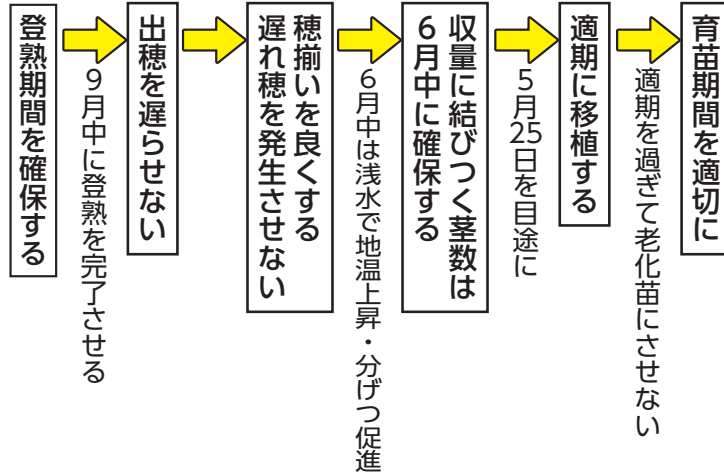 登熟期間を確保する
9月中に登熟を完了させる
出穂を遅らせない
穂揃いを良くする
遅れ穂を発生させない
6月中は浅水で地温上昇・分げつ促進
収量に結びつく茎数は
6月中に確保する
5月25日を目途に
適期に移植する
適期を過ぎて老化苗にさせない
育苗期間を適切に